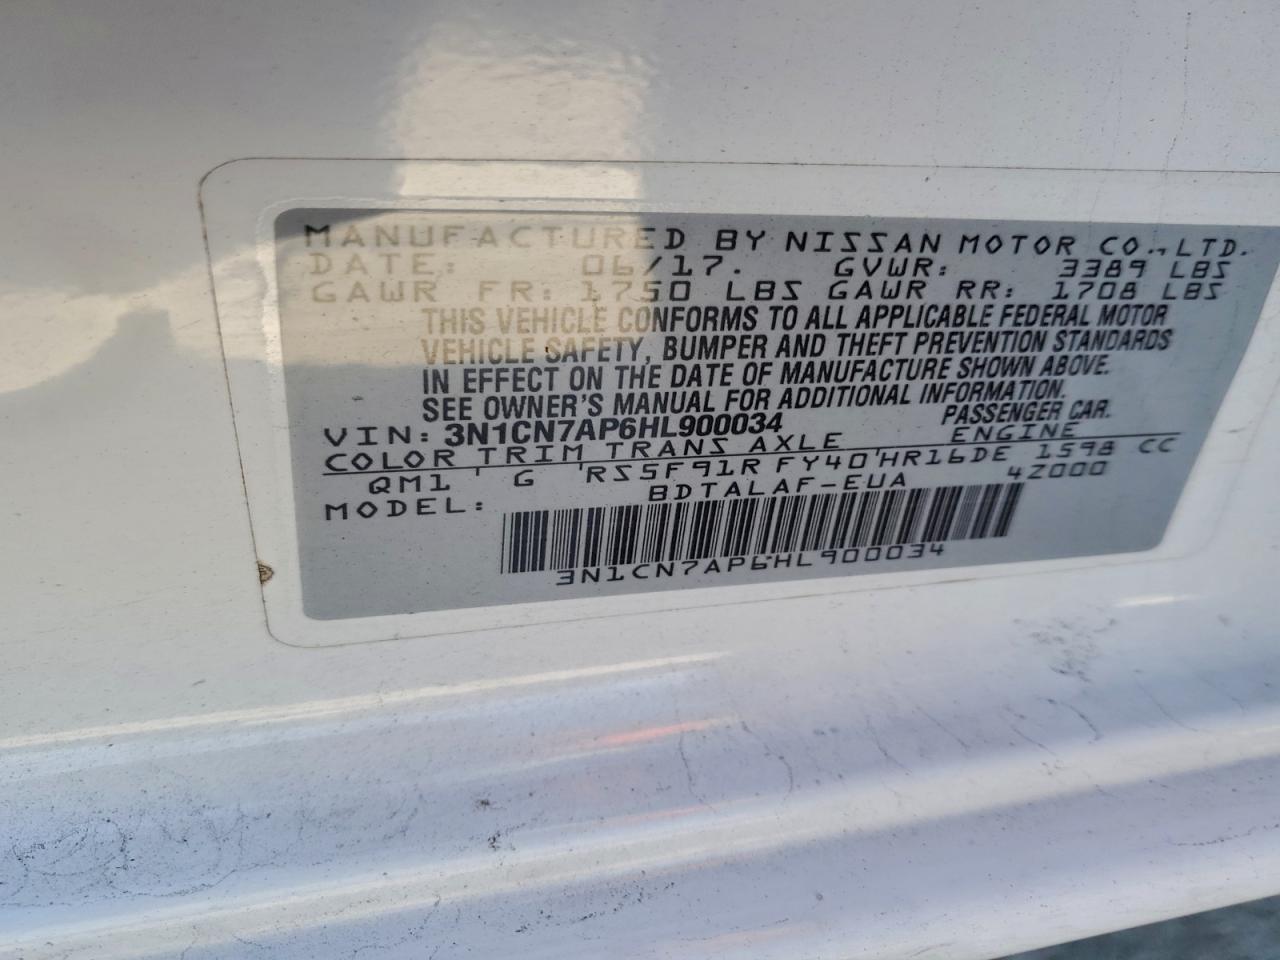 MANUFACTURED BY NISSAN MOTOR CO., LTD.
DATE: 06/17. GVWR: 3389 LBS
GAWR FR: 1750 LBS GAWR RR: 1708 LBS
THIS VEHICLE CONFORMS TO ALL APPLICABLE FEDERAL MOTOR
VEHICLE SAFETY, BUMPER AND THEFT PREVENTION STANDARDS
IN EFFECT ON THE DATE OF MANUFACTURE SHOWN ABOVE.
SEE OWNER'S MANUAL FOR ADDITIONAL INFORMATION.
VIN: 3N1CN7AP6HL900034 PASSENGER CAR.
COLOR TRIM TRANS AXLE ENGINE
QM1 ' G ' RS5F91R FY40 ' HR16DE 1598 CC
MODEL: BDTALAF-EUA 4Z000
3N1CN7AP6HL900034